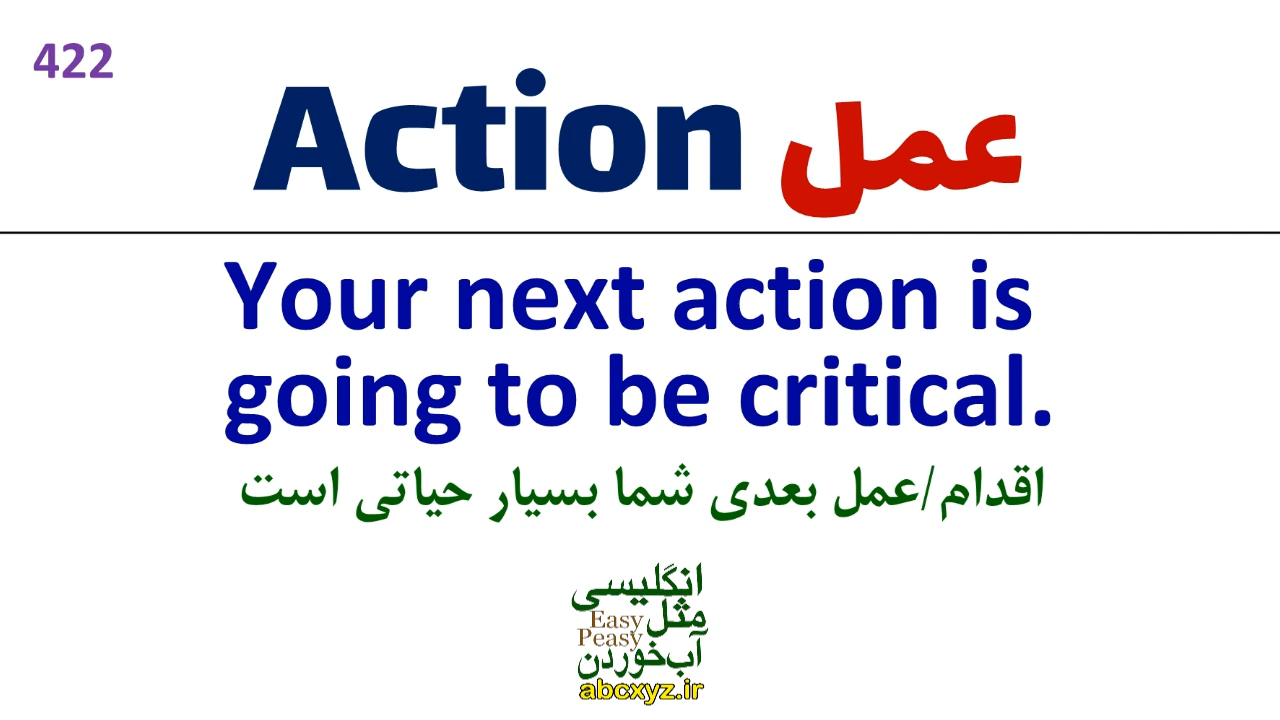 422
Action عمل
Your next action is
going to be critical.
اقدام/عمل بعدی شما بسیار حیاتی است
انگلیسی
Easy مثل
Peasy
آب‌خوردن
abcxyz.ir